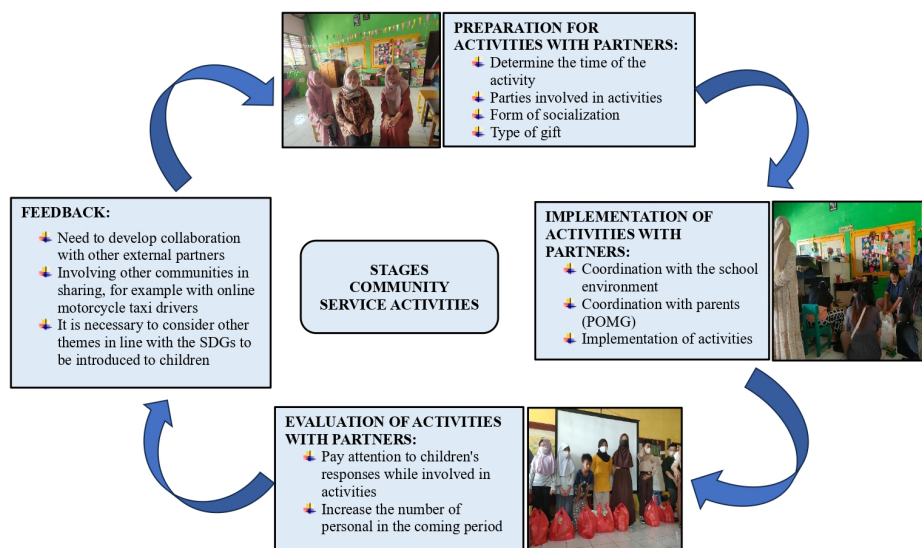 PREPARATION FOR
ACTIVITIES WITH PARTNERS:
Determine the time of the
activity
Parties involved in activities
Form of socialization
Type of gift
IMPLEMENTATION OF
ACTIVITIES WITH
PARTNERS:
Coordination with the school
environment
Coordination with parents
(POMG)
Implementation of activities
EVALUATION OF ACTIVITIES
WITH PARTNERS:
Pay attention to children's
responses while involved in
activities
Increase the number of
personal in the coming period
FEEDBACK:
Need to develop collaboration
with other external partners
Involving other communities in
sharing, for example with online
motorcycle taxi drivers
It is necessary to consider other
themes in line with the SDGs to
be introduced to children
STAGES
COMMUNITY
SERVICE ACTIVITIES